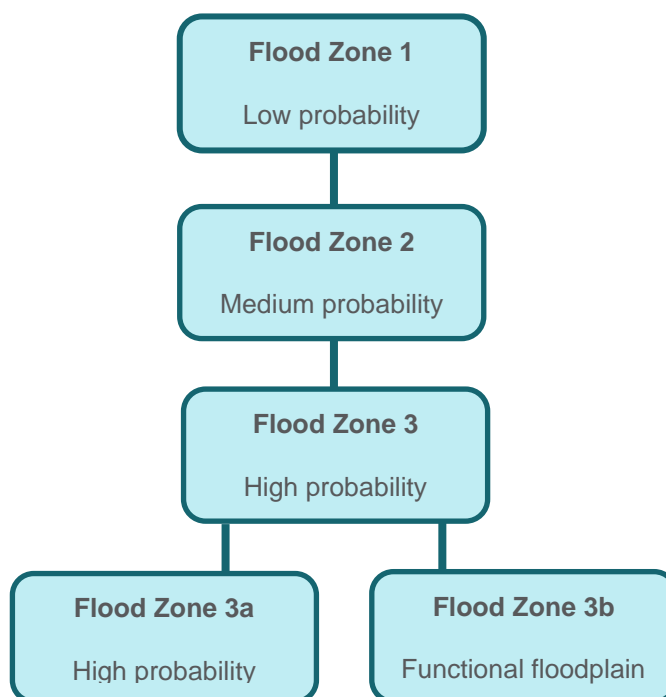 Flood Zone 1
Low probability
Flood Zone 2
Medium probability
Flood Zone 3
High probability
Flood Zone 3a
High probability
Flood Zone 3b
Functional floodplain